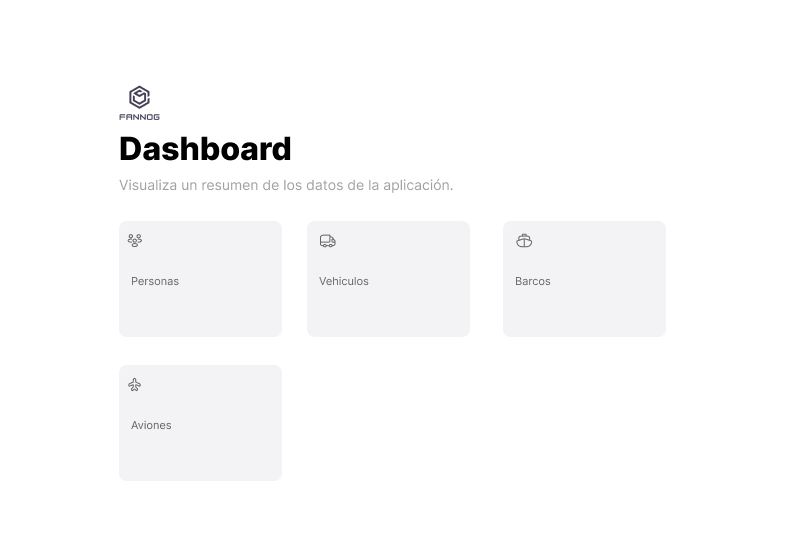 FANNOG
Dashboard
Visualiza un resumen de los datos de la aplicación.
Personas
Vehiculos
Barcos
Aviones